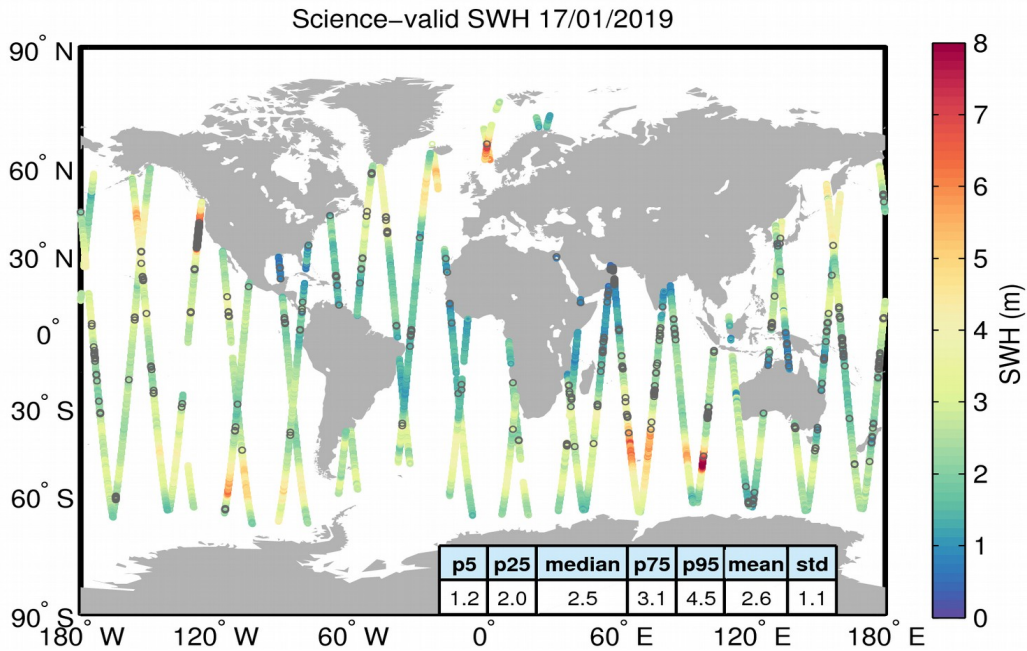 Science−valid SWH 17/01/2019
90° N
60° N
30° N
0°
30° S
60° S
90° S
180° W
120° W
60° W
0°
60° E
120° E
180° E
p5 p25 median p75 p95 mean std
1.2 2.0 2.5 3.1 4.5 2.6 1.1
8
7
6
5
4
3
2
1
0
SWH (m)